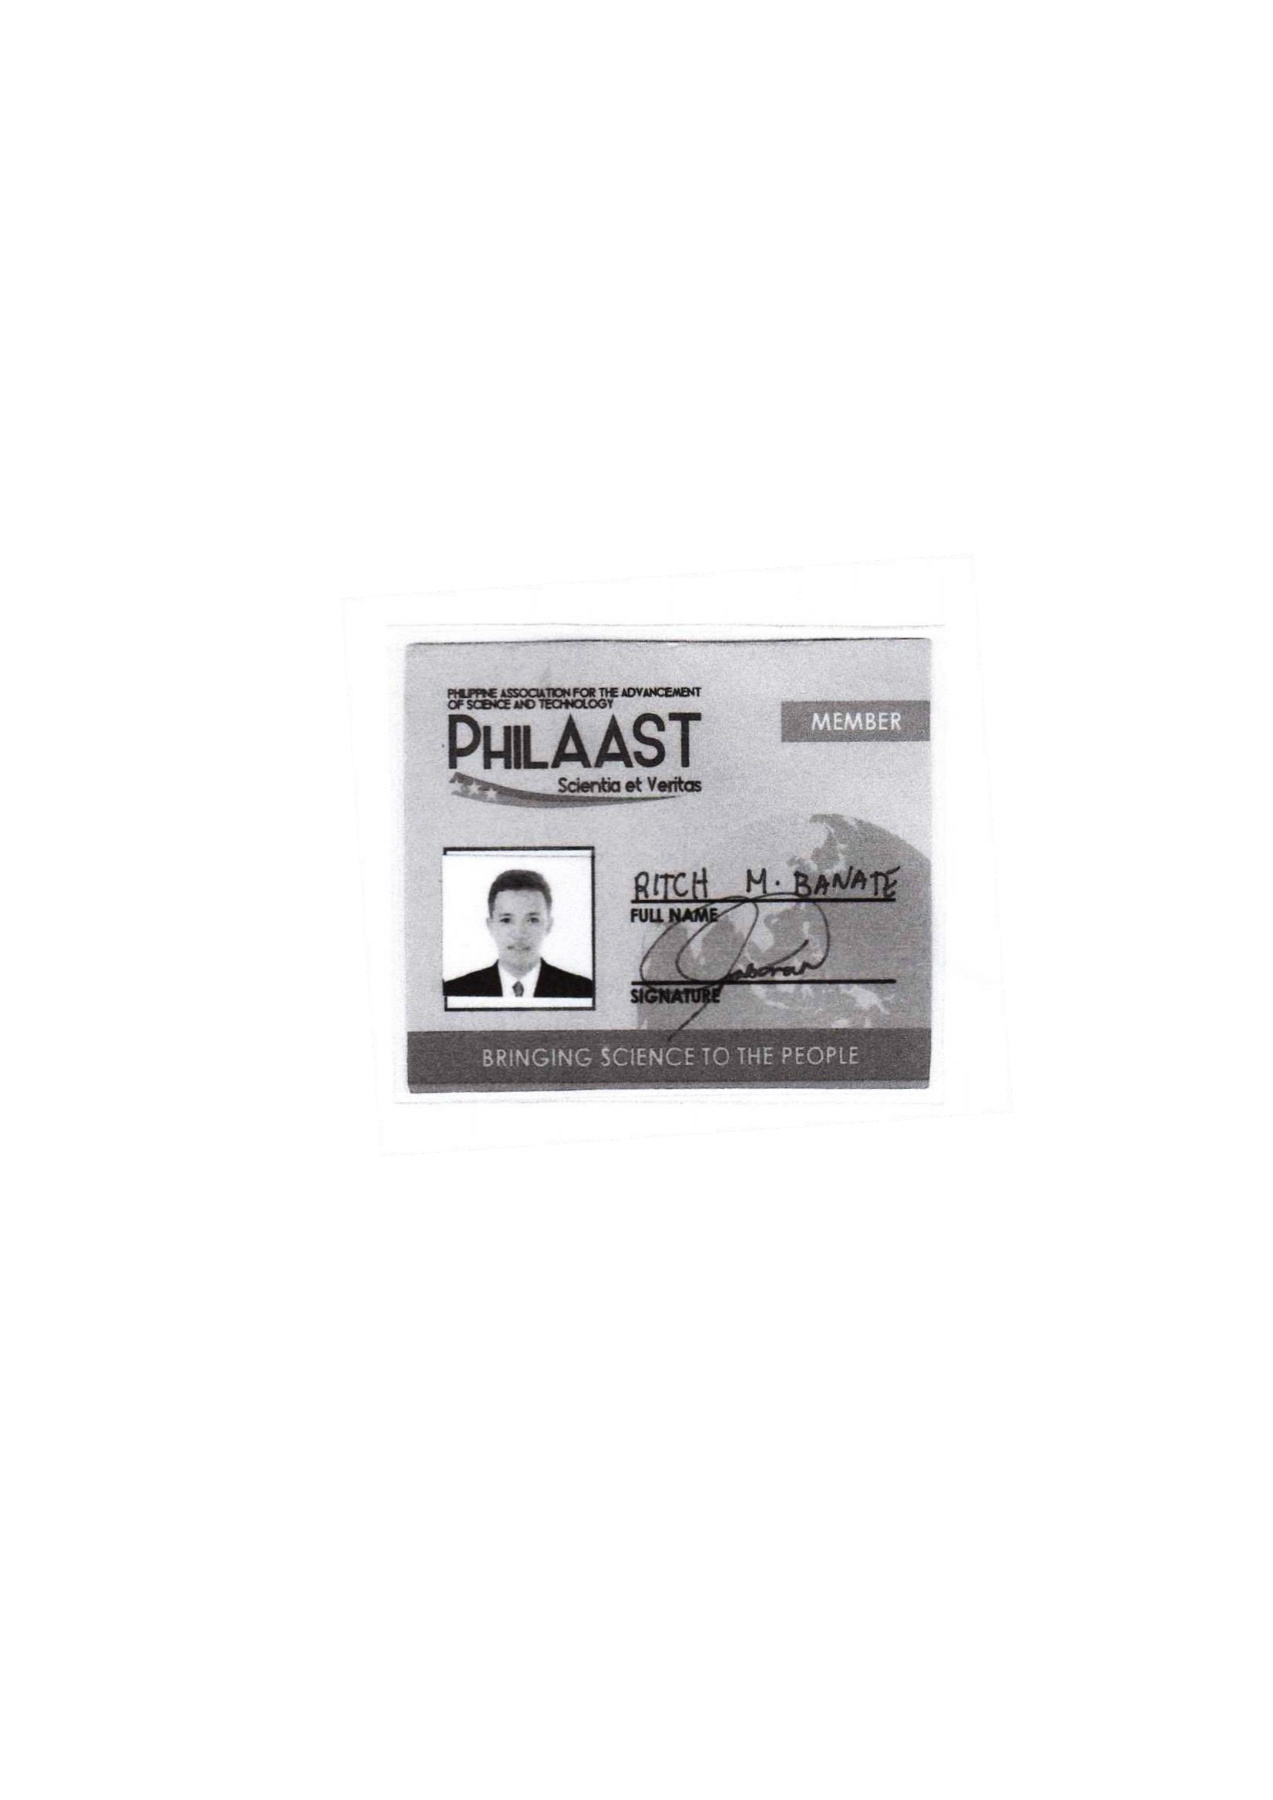 PHILIPPINE ASSOCIATION FOR THE ADVANCEMENT
OF SCIENCE AND TECHNOLOGY
PHILAAST
Scientia et Veritas
MEMBER
RITCH M. BANATE
FULL NAME
SIGNATURE
BRINGING SCIENCE TO THE PEOPLE